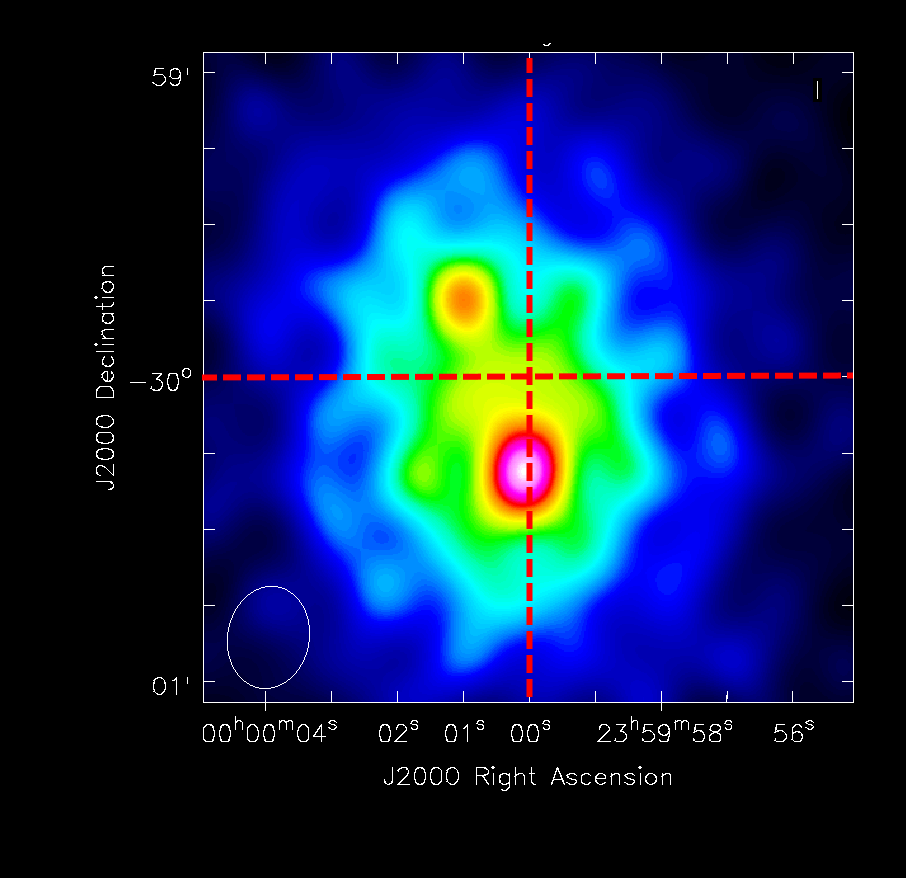 59'
J2000 Declination
−30°
01'
00ʰ00ᵐ04ˢ 02ˢ 01ˢ 00ˢ 23ʰ59ᵐ58ˢ 56ˢ
J2000 Right Ascension